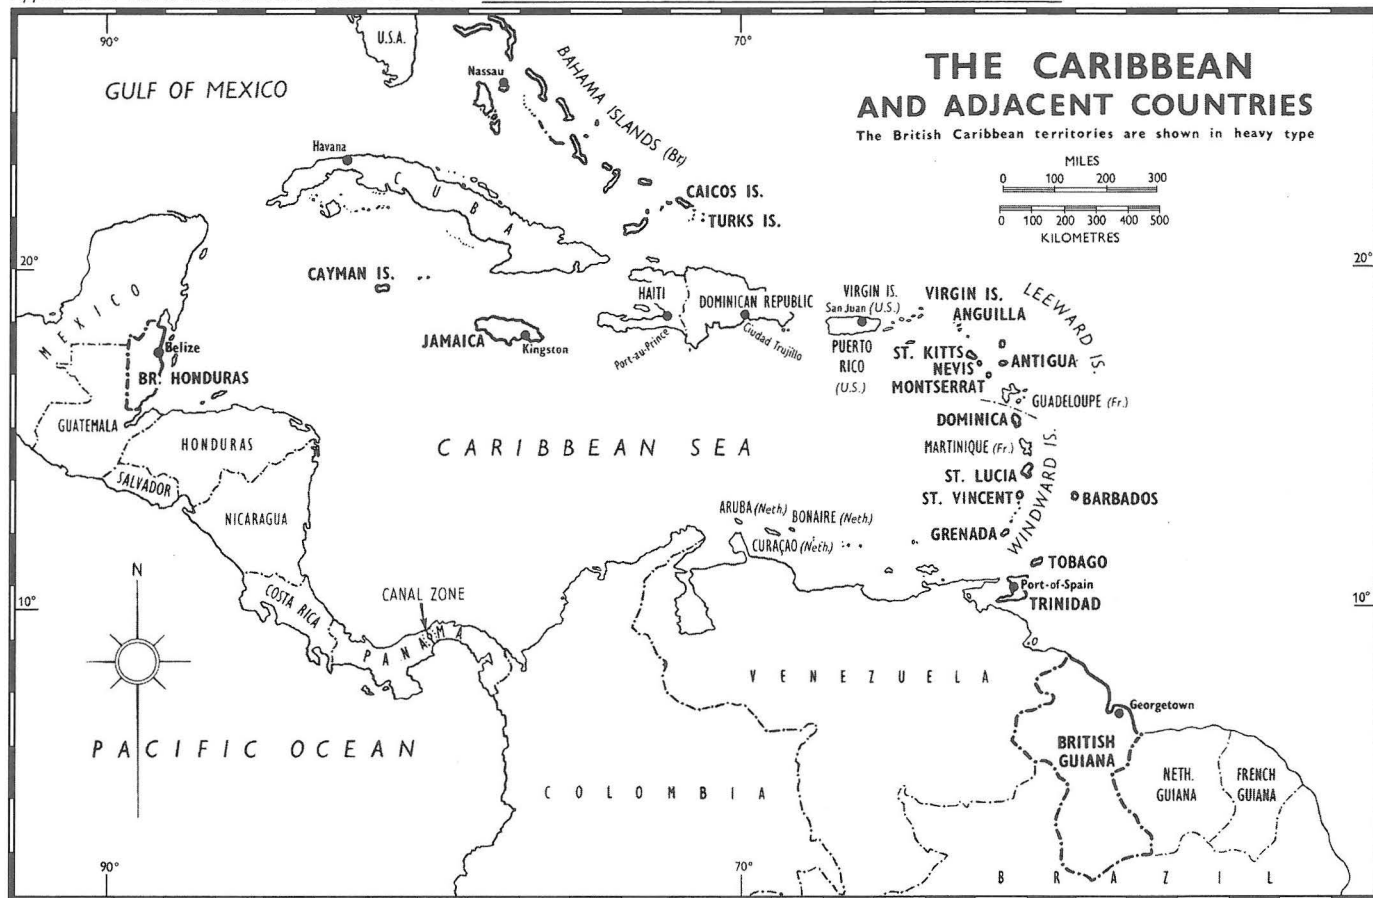 90°
70°
U.S.A.
THE CARIBBEAN
AND ADJACENT COUNTRIES
The British Caribbean territories are shown in heavy type
MILES
0 100 200 300
0 100 200 300 400 500
KILOMETRES
GULF OF MEXICO
Nassau
BAHAMA ISLANDS (Br)
Havana
CUBA
CAICOS IS.
TURKS IS.
20°
20°
CAYMAN IS.
HAITI
DOMINICAN REPUBLIC
VIRGIN IS.
San Juan (U.S.)
VIRGIN IS.
ANGUILLA
LEEWARD IS.
MEXICO
Belize
BR. HONDURAS
JAMAICA
Kingston
Port-au-Prince
Ciudad Trujillo
PUERTO
RICO
(U.S.)
ST. KITTS
NEVIS
MONTSERRAT
ANTIGUA
GUADELOUPE (Fr.)
GUATEMALA
HONDURAS
CARIBBEAN SEA
DOMINICA
MARTINIQUE (Fr.)
SALVADOR
ST. LUCIA
ST. VINCENT
WINDWARD IS.
BARBADOS
NICARAGUA
ARUBA (Neth.)
BONAIRE (Neth.)
CURAÇAO (Neth.)
GRENADA
TOBAGO
Port-of-Spain
TRINIDAD
N
COSTA RICA
CANAL ZONE
10°
10°
PANAMA
VENEZUELA
Georgetown
PACIFIC OCEAN
BRITISH
GUIANA
NETH.
GUIANA
FRENCH
GUIANA
COLOMBIA
90°
70°
BRAZIL